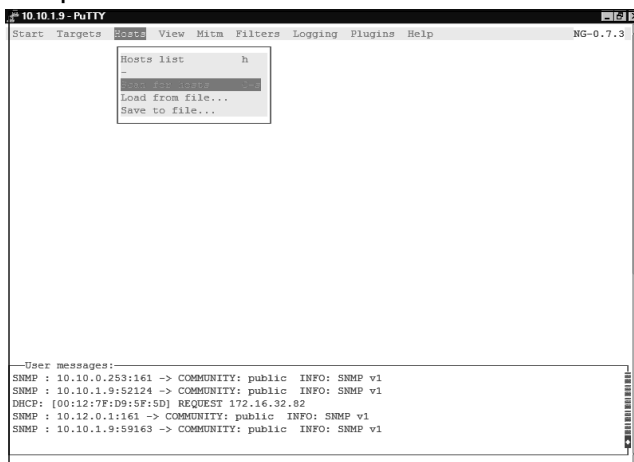 10.10.1.9 - PuTTY
Start Targets Hosts View Mitm Filters Logging Plugins Help NG-0.7.3
Hosts list h
-
Scan for hosts
Load from file...
Save to file...
User messages:
SNMP : 10.10.0.253:161 -> COMMUNITY: public INFO: SNMP v1
SNMP : 10.10.1.9:52124 -> COMMUNITY: public INFO: SNMP v1
DHCP: [00:12:7F:D9:5F:5D] REQUEST 172.16.32.82
SNMP : 10.12.0.1:161 -> COMMUNITY: public INFO: SNMP v1
SNMP : 10.10.1.9:59163 -> COMMUNITY: public INFO: SNMP v1